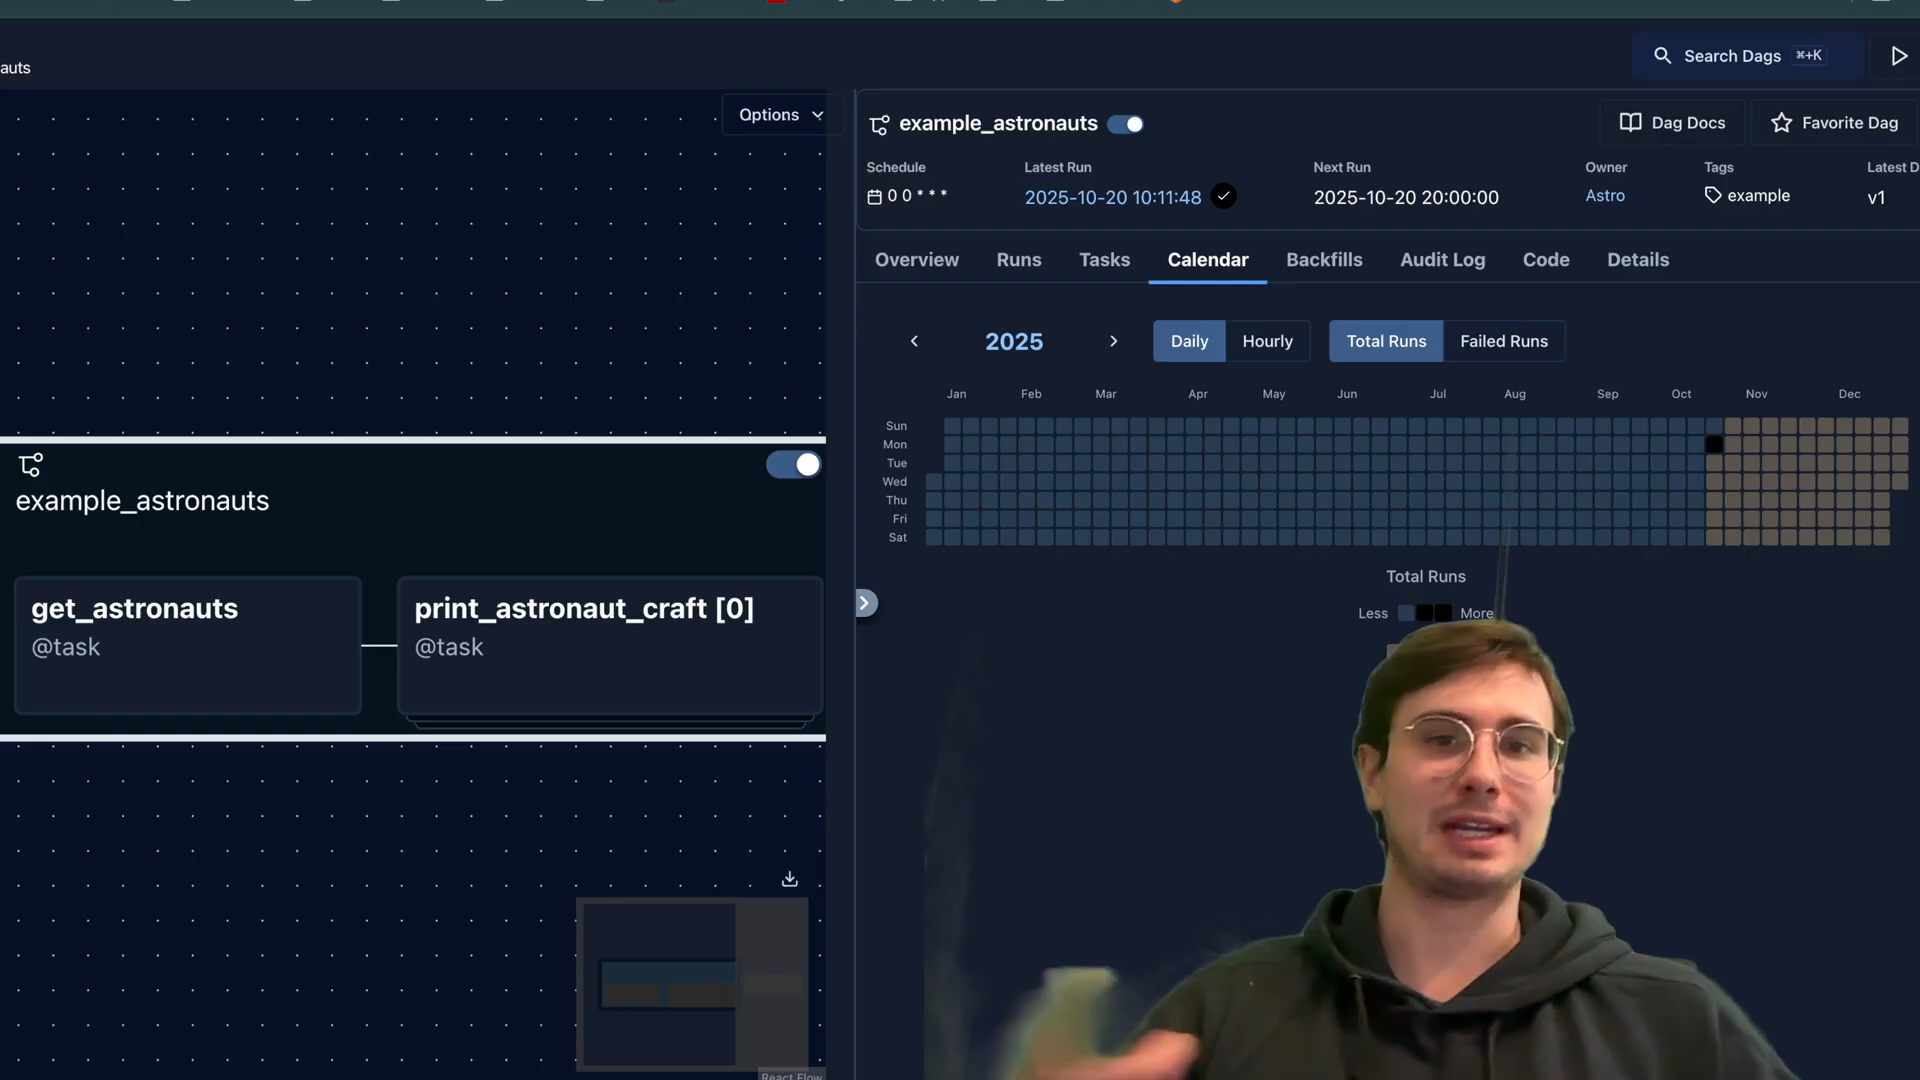 auts
Search Dags ⌘+K
Options
example_astronauts
Dag Docs
Favorite Dag
Schedule
Latest Run
Next Run
Owner
Tags
Latest D
0 0 * * *
2025-10-20 10:11:48
2025-10-20 20:00:00
Astro
example
v1
Overview
Runs
Tasks
Calendar
Backfills
Audit Log
Code
Details
2025
Daily
Hourly
Total Runs
Failed Runs
Jan Feb Mar Apr May Jun Jul Aug Sep Oct Nov Dec
Sun
Mon
Tue
Wed
Thu
Fri
Sat
Total Runs
Less
More
example_astronauts
get_astronauts
@task
print_astronaut_craft [0]
@task
React Flow